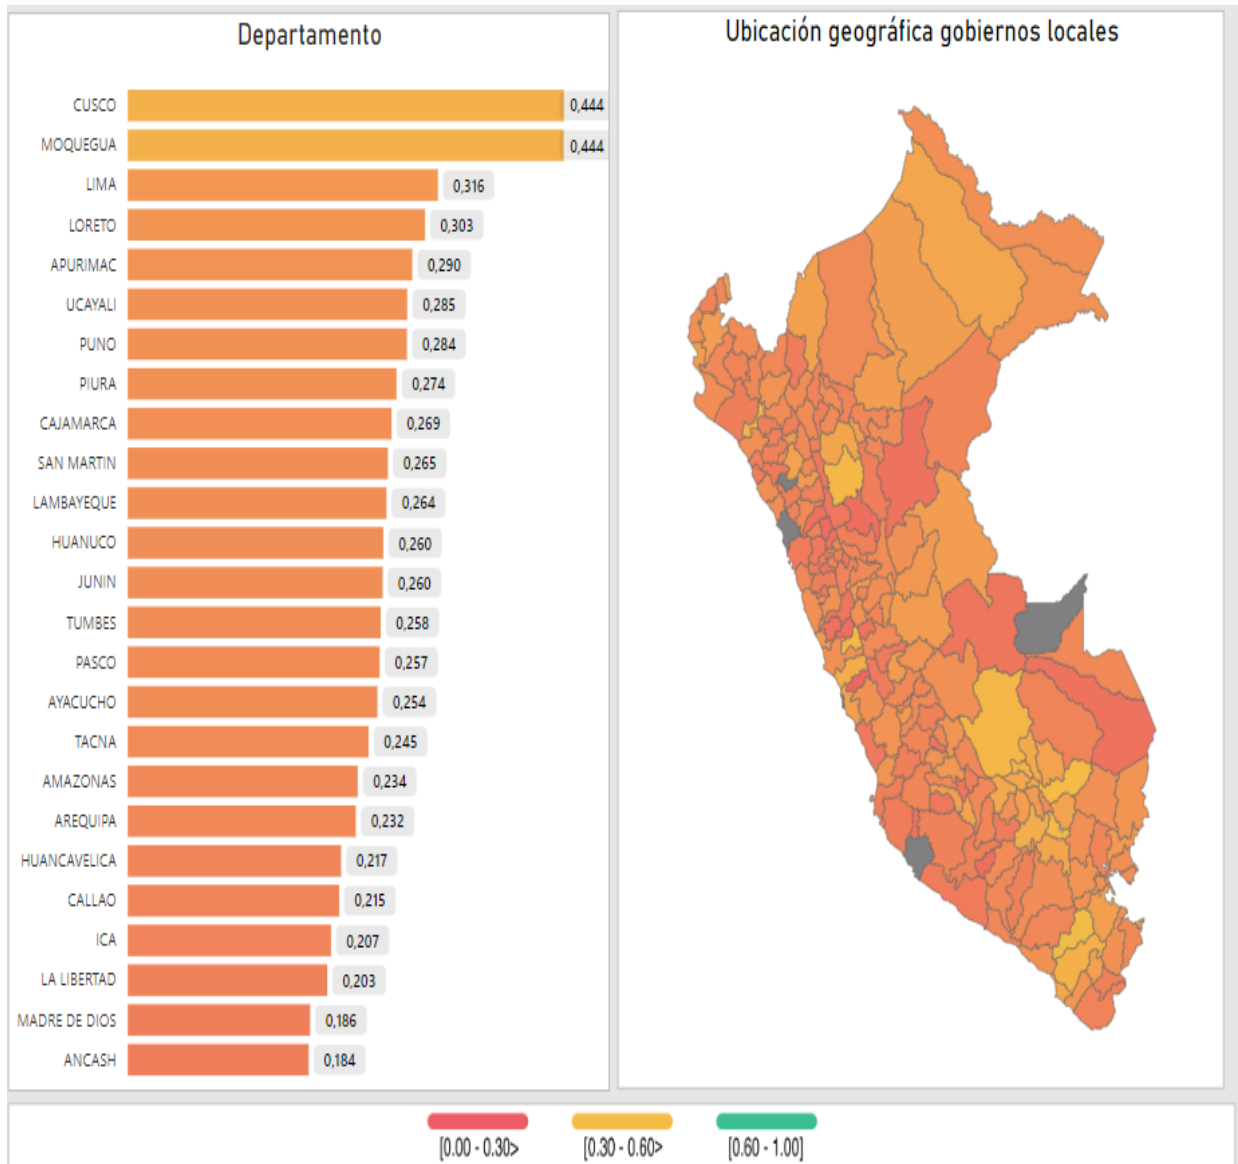 Departamento
CUSCO 0,444
MOQUEGUA 0,444
LIMA 0,316
LORETO 0,303
APURIMAC 0,290
UCAYALI 0,285
PUNO 0,284
PIURA 0,274
CAJAMARCA 0,269
SAN MARTIN 0,265
LAMBAYEQUE 0,264
HUANUCO 0,260
JUNIN 0,260
TUMBES 0,258
PASCO 0,257
AYACUCHO 0,254
TACNA 0,245
AMAZONAS 0,234
AREQUIPA 0,232
HUANCAVELICA 0,217
CALLAO 0,215
ICA 0,207
LA LIBERTAD 0,203
MADRE DE DIOS 0,186
ANCASH 0,184
Ubicación geográfica gobiernos locales
[0.00 - 0.30> [0.30 - 0.60> [0.60 - 1.00]